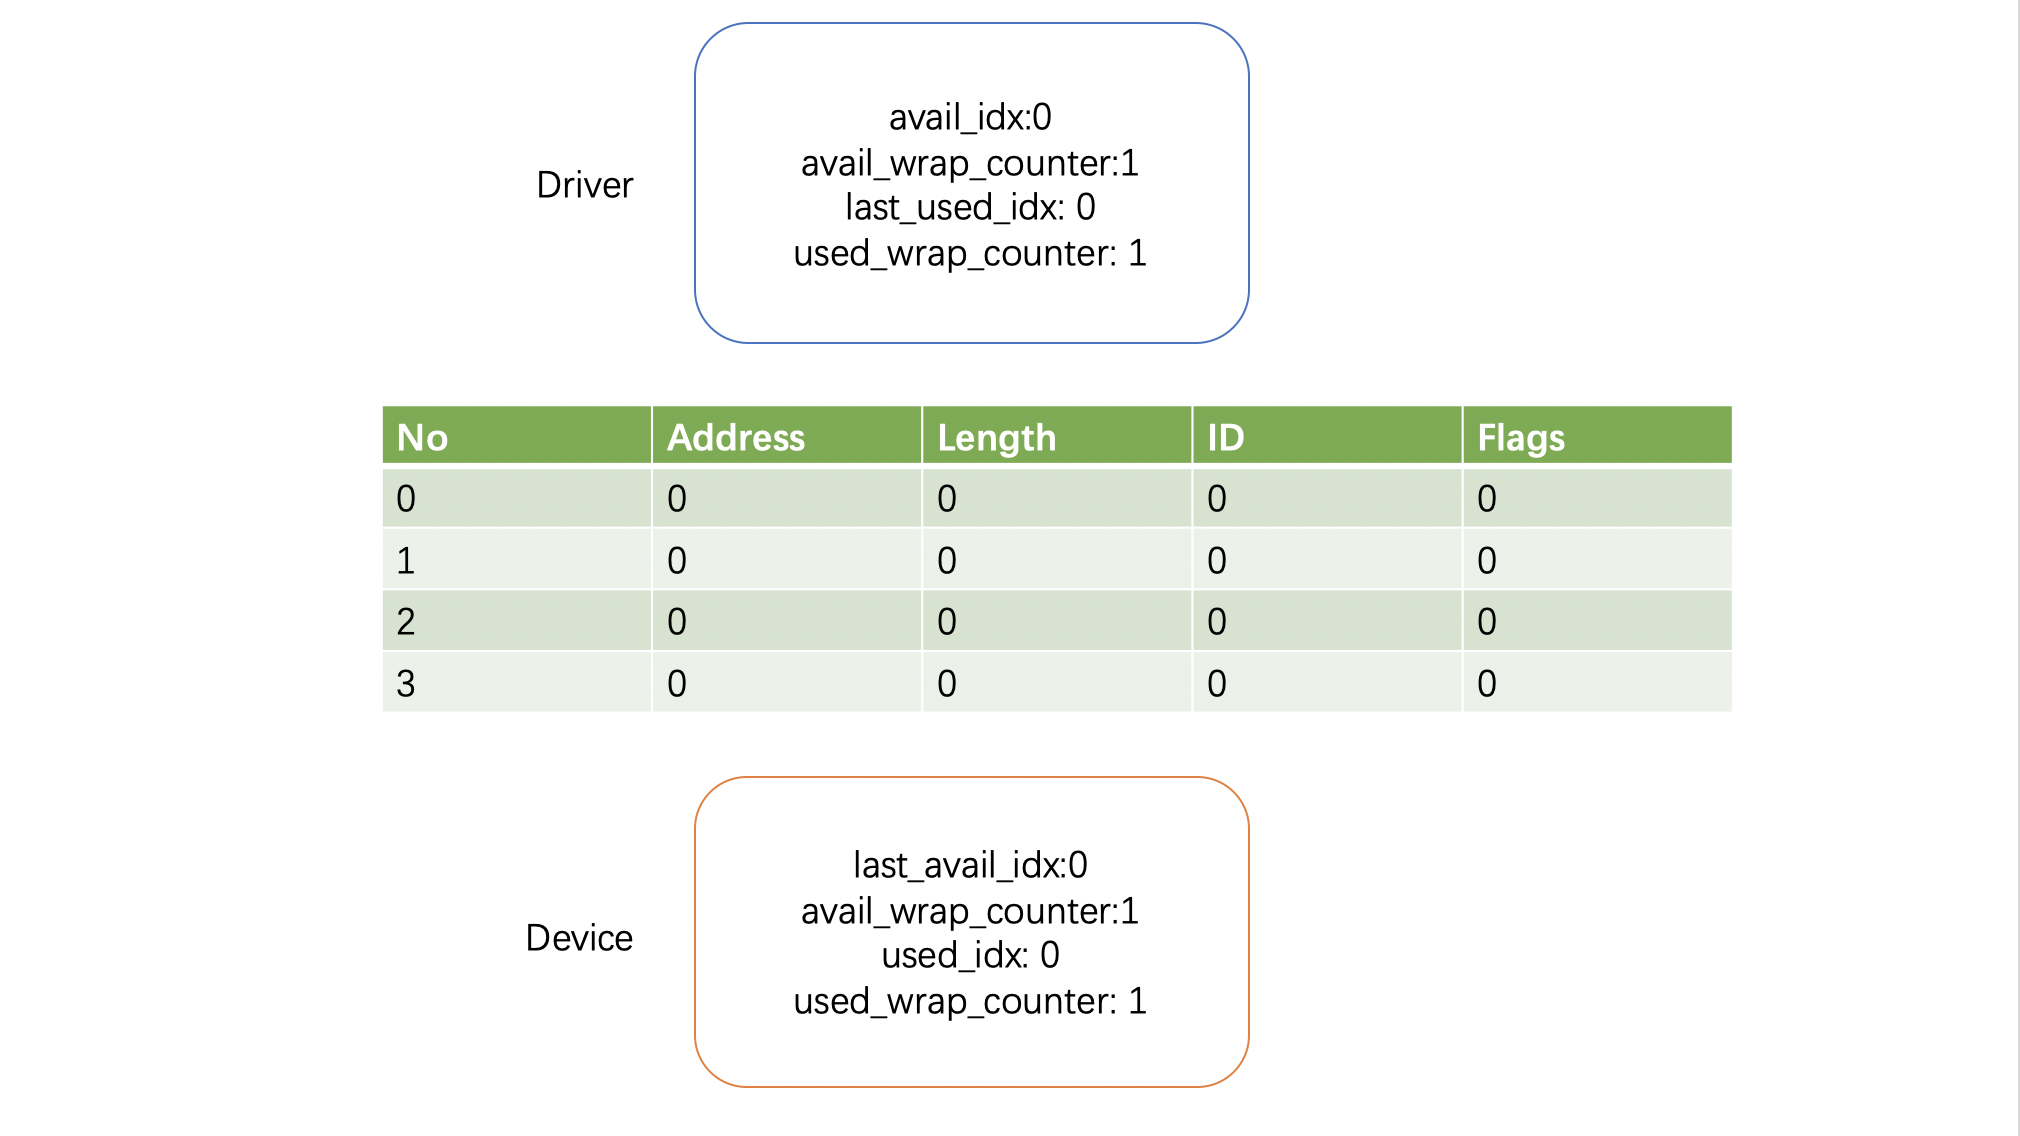 avail_idx:0
avail_wrap_counter:1
last_used_idx: 0
used_wrap_counter: 1
Driver
No Address Length ID Flags
0 0 0 0 0
1 0 0 0 0
2 0 0 0 0
3 0 0 0 0
last_avail_idx:0
avail_wrap_counter:1
used_idx: 0
used_wrap_counter: 1
Device